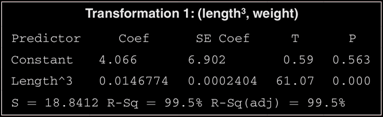 Transformation 1: (length³, weight)
Predictor Coef SE Coef T P
Constant 4.066 6.902 0.59 0.563
Length^3 0.0146774 0.0002404 61.07 0.000
S = 18.8412 R-Sq = 99.5% R-Sq(adj) = 99.5%